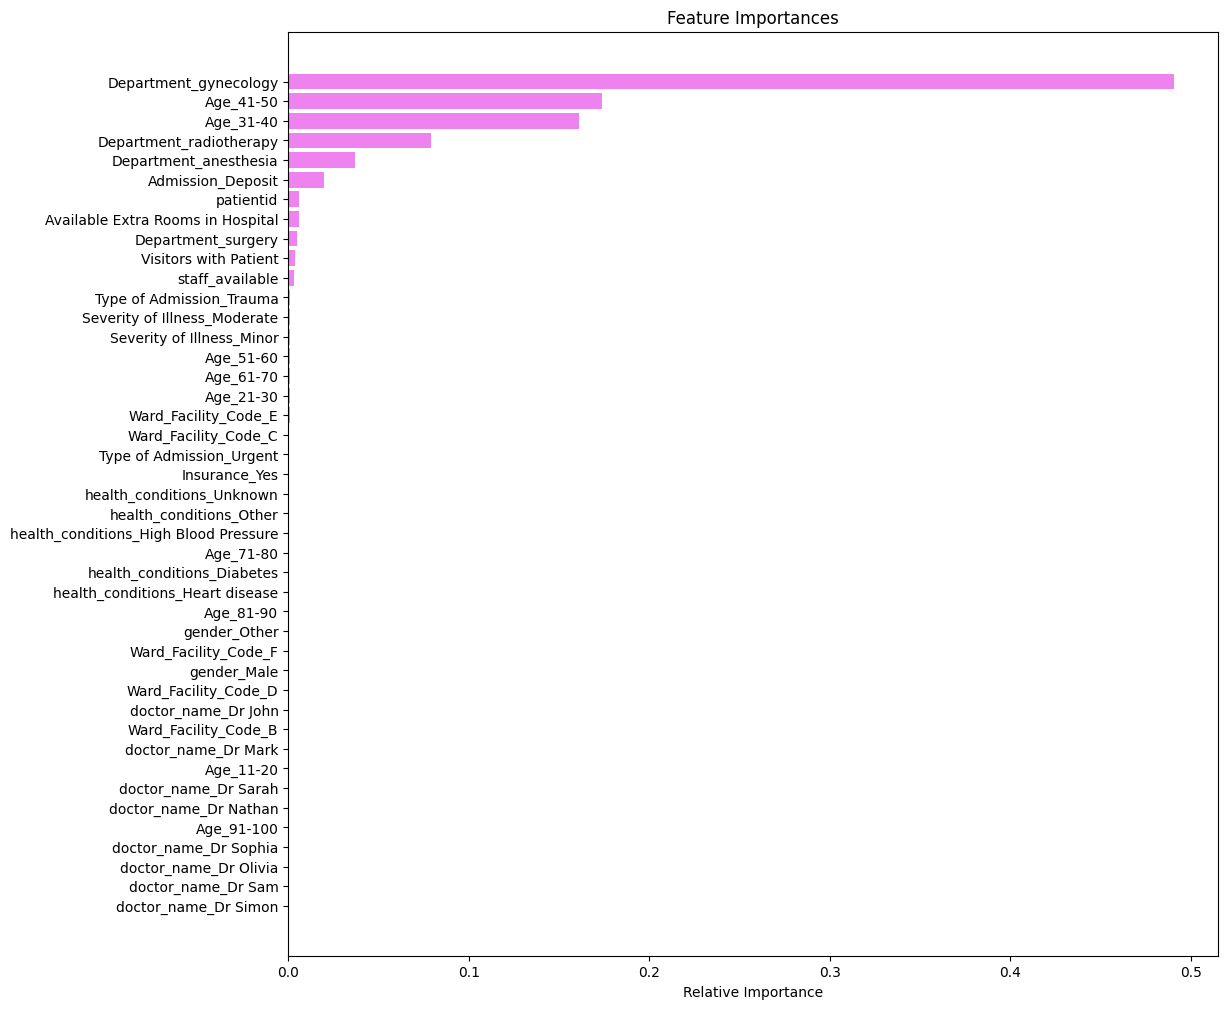 Feature Importances
Department_gynecology
Age_41-50
Age_31-40
Department_radiotherapy
Department_anesthesia
Admission_Deposit
patientid
Available Extra Rooms in Hospital
Department_surgery
Visitors with Patient
staff_available
Type of Admission_Trauma
Severity of Illness_Moderate
Severity of Illness_Minor
Age_51-60
Age_61-70
Age_21-30
Ward_Facility_Code_E
Ward_Facility_Code_C
Type of Admission_Urgent
Insurance_Yes
health_conditions_Unknown
health_conditions_Other
health_conditions_High Blood Pressure
Age_71-80
health_conditions_Diabetes
health_conditions_Heart disease
Age_81-90
gender_Other
Ward_Facility_Code_F
gender_Male
Ward_Facility_Code_D
doctor_name_Dr John
Ward_Facility_Code_B
doctor_name_Dr Mark
Age_11-20
doctor_name_Dr Sarah
doctor_name_Dr Nathan
Age_91-100
doctor_name_Dr Sophia
doctor_name_Dr Olivia
doctor_name_Dr Sam
doctor_name_Dr Simon
0.0 0.1 0.2 0.3 0.4 0.5
Relative Importance